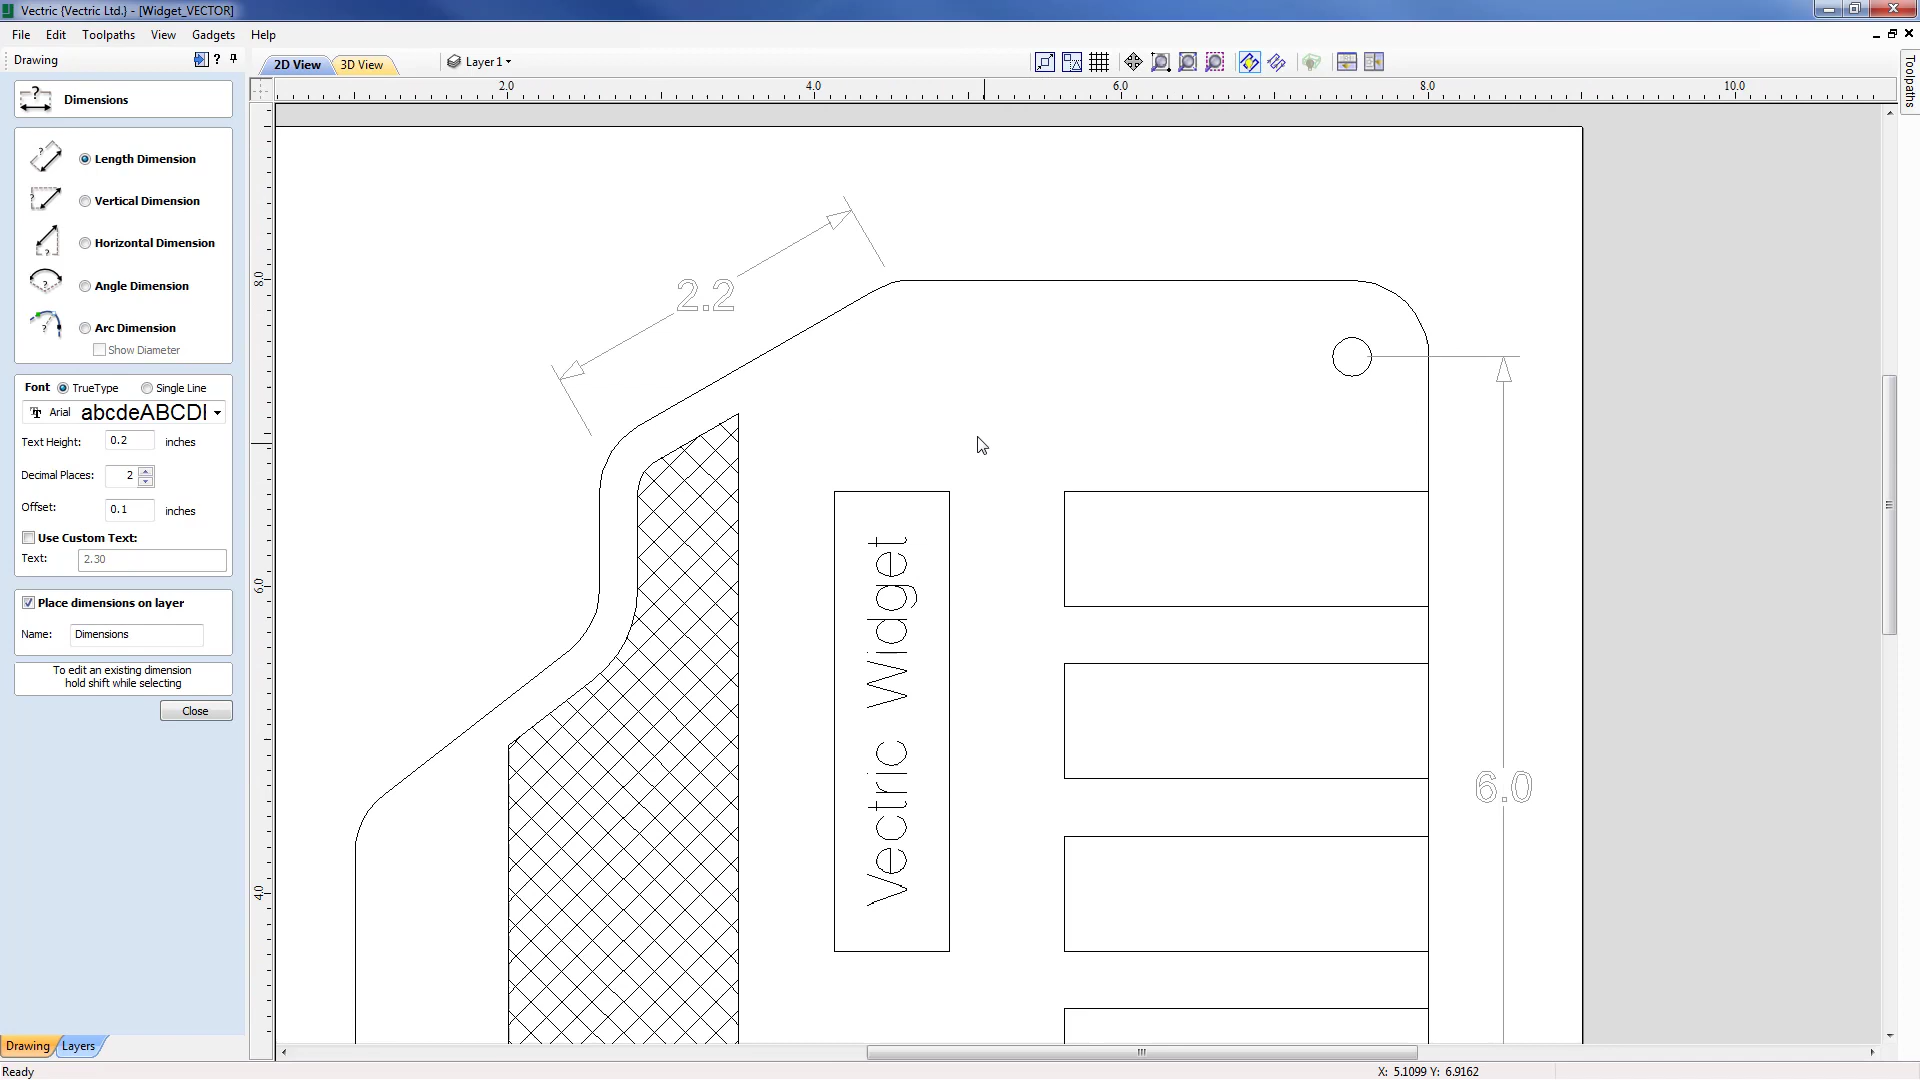 Vectric {Vectric Ltd.} - [Widget_VECTOR]
File Edit Toolpaths View Gadgets Help
Drawing
2D View 3D View Layer 1
Toolpaths
2.0 4.0 6.0 8.0 10.0
Dimensions
Length Dimension
Vertical Dimension
Horizontal Dimension
Angle Dimension
Arc Dimension
Show Diameter
Font TrueType Single Line
Arial abcdeABCDI
Text Height: 0.2 inches
Decimal Places: 2
Offset: 0.1 inches
Use Custom Text:
Text: 2.30
Place dimensions on layer
Name: Dimensions
To edit an existing dimension
hold shift while selecting
Close
Drawing Layers
8.0
6.0
4.0
2.2
Vectric Widget
6.0
Ready
X: 5.1099 Y: 6.9162